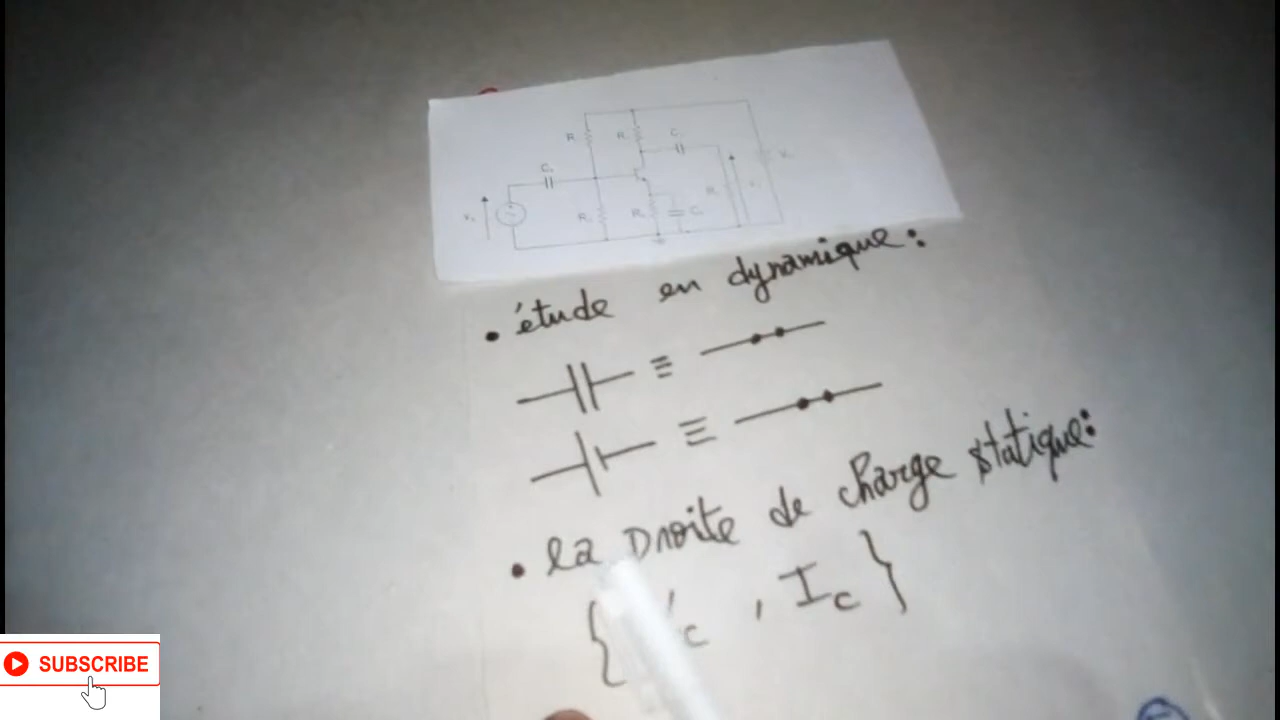 • étude en dynamique:
≡
≡
• la Droite de charge statique:
{ c , Ic }
SUBSCRIBE